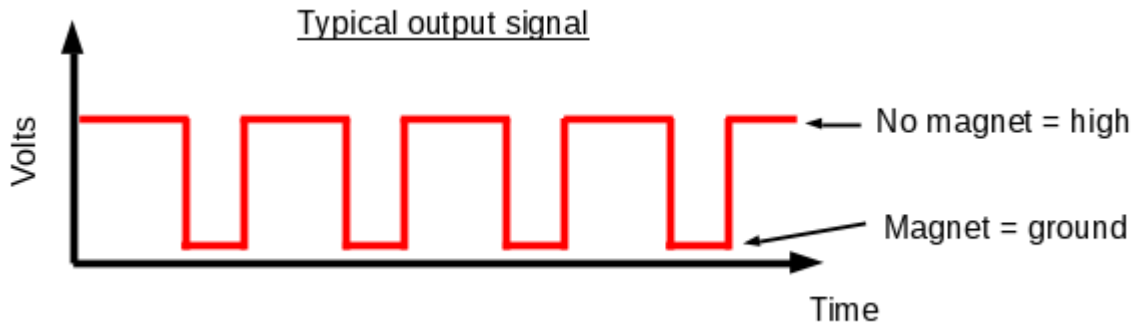 Typical output signal
Volts
No magnet = high
Magnet = ground
Time